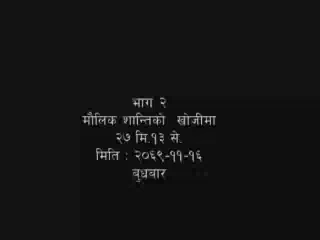 भाग २
मौलिक शान्तिको खोजीमा
२७ मि.१३ से.
मिति : २०६९-११-१६
बुधबार